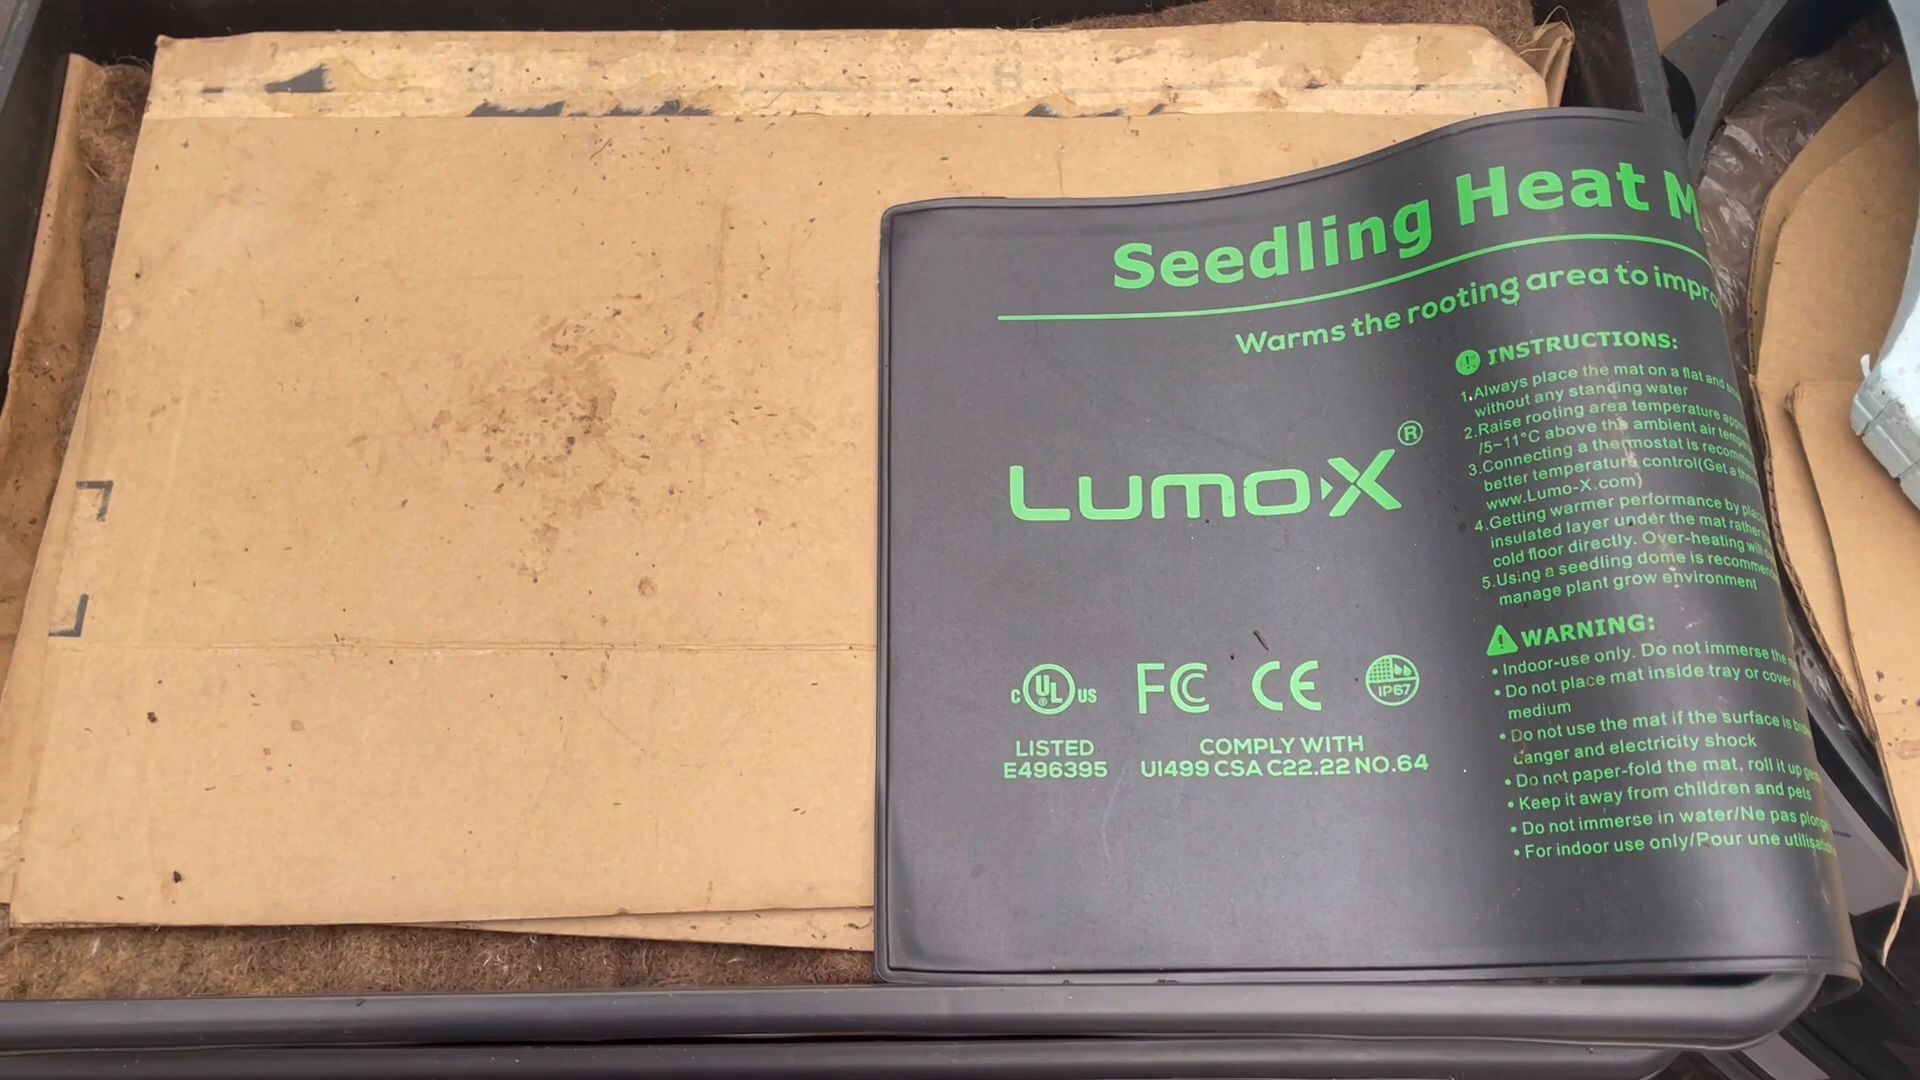 Seedling Heat
Warms the rooting area to
INSTRUCTIONS:
1.Always place the mat on a flat and
without any standing water
2.Raise rooting area temperature
/5~11°C above the ambient air
3.Connecting a thermostat is
better temperature control(Get a
www.Lumo-X.com)
4.Getting warmer performance by
insulated layer under the mat rather
cold floor directly. Over-heating will
5.Using a seedling dome is
manage plant grow environment
LUMO-X®
WARNING:
• Indoor-use only. Do not immerse the
• Do not place mat inside tray or cover
medium
• Do not use the mat if the surface is
danger and electricity shock
• Do not paper-fold the mat, roll it up
• Keep it away from children and pets
• Do not immerse in water/Ne pas
• For indoor use only/Pour une
C UL® US FC CE IP67
LISTED
E496395
COMPLY WITH
UI499 CSA C22.22 NO.64